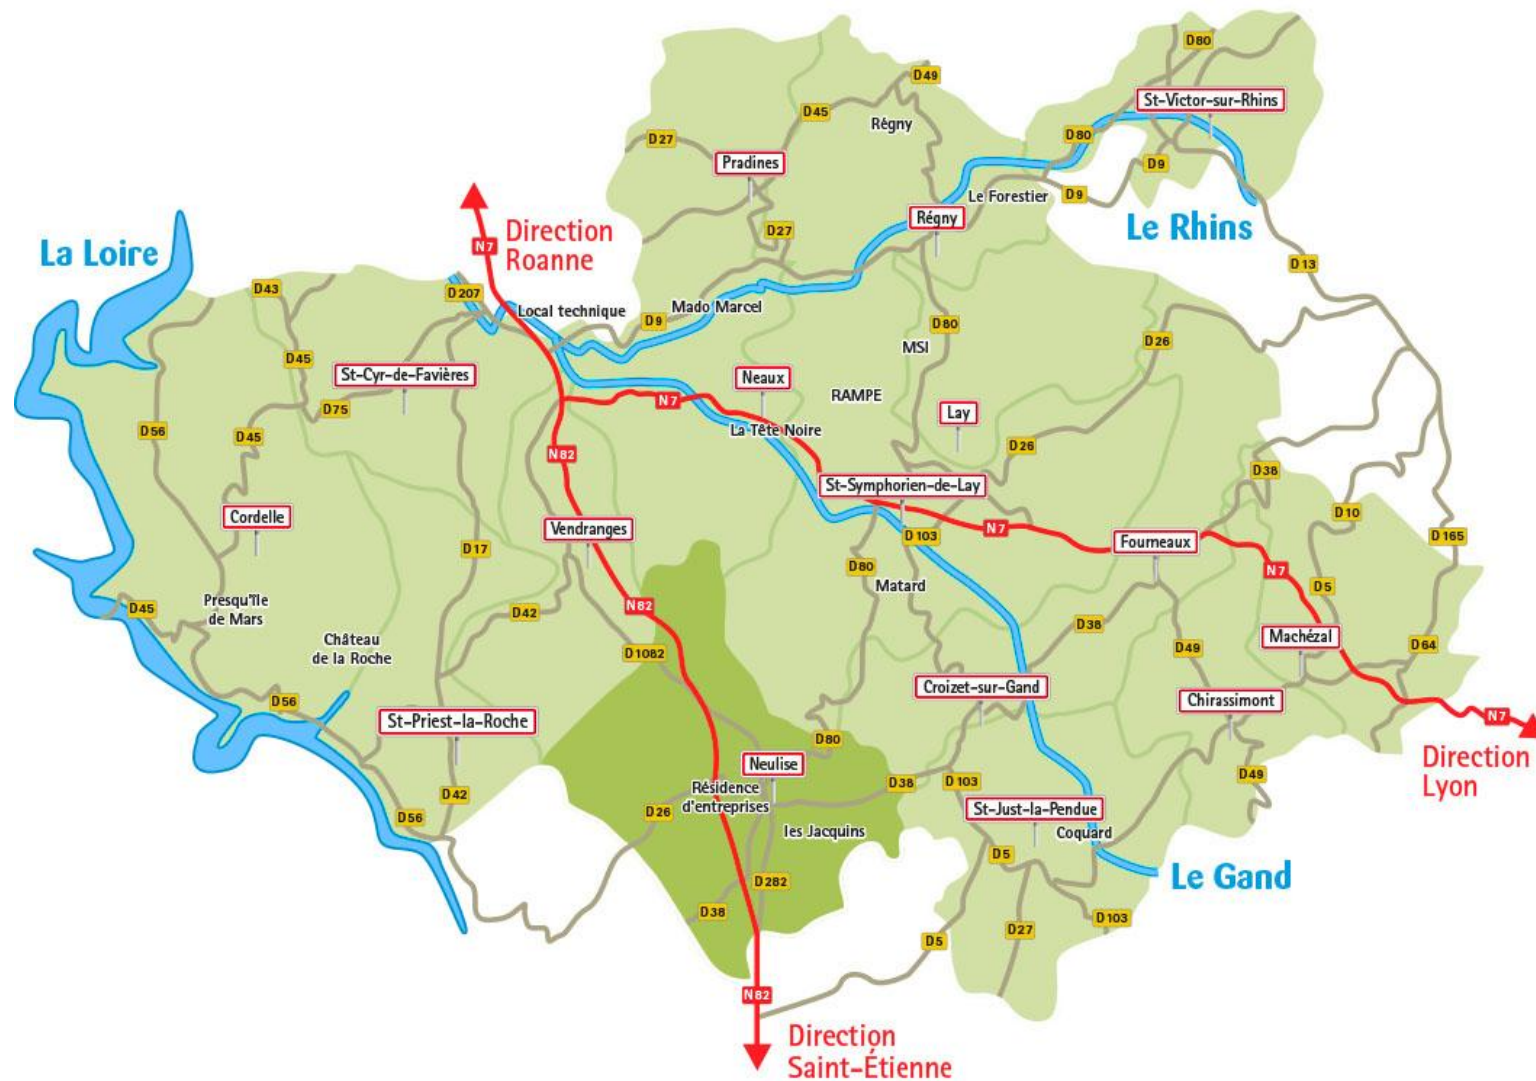 D80
St-Victor-sur-Rhins
D49
D45
Régny
D80
D27
Pradines
D9
D9
Le Forestier
Régny
Le Rhins
D27
N7
Direction
Roanne
La Loire
D13
D43
D207
Local technique
Mado Marcel
D9
D80
D26
MSI
D45
St-Cyr-de-Favières
Neaux
RAMPE
N7
D75
Lay
D56
D45
La Tête Noire
D26
N82
D38
St-Symphorien-de-Lay
Cordelle
D10
Vendranges
N7
D103
Fourneaux
D165
D17
D80
Matard
N7
D5
Presqu'île
de Mars
D45
D42
N82
D38
Machézal
Château
de la Roche
D1082
D49
D64
Croizet-sur-Gand
Chirassimont
D56
St-Priest-la-Roche
N7
D80
Direction
Lyon
Neulise
D49
D38
D103
Résidence
d'entreprises
D42
D26
D56
St-Just-la-Pendue
les Jacquins
Coquard
D5
Le Gand
D282
D38
D103
D27
D5
N82
Direction
Saint-Étienne